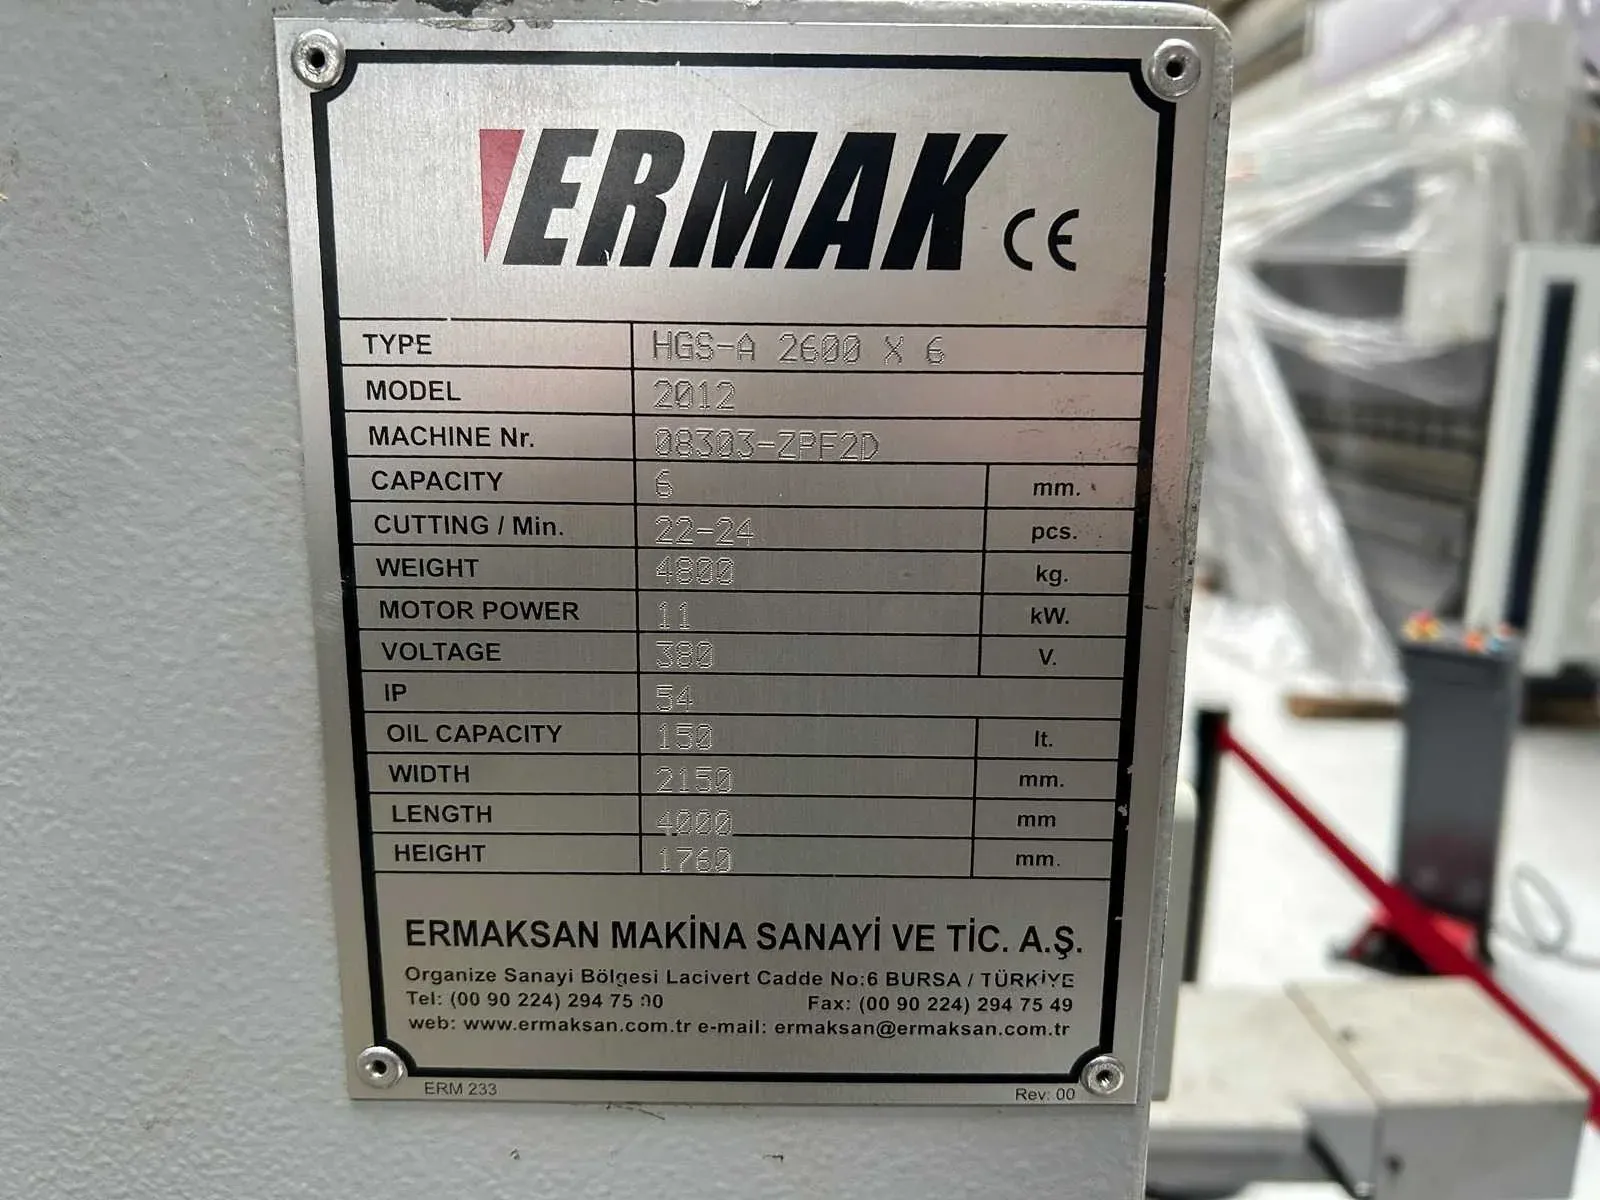 ERMAK CE
TYPE HGS-A 2600 X 6
MODEL 2012
MACHINE Nr. 08303-ZPF2D
CAPACITY 6 mm.
CUTTING / Min. 22-24 pcs.
WEIGHT 4800 kg.
MOTOR POWER 11 kW.
VOLTAGE 380 V.
IP 54
OIL CAPACITY 150 lt.
WIDTH 2150 mm.
LENGTH 4000 mm
HEIGHT 1760 mm.
ERMAKSAN MAKİNA SANAYİ VE TİC. A.Ş.
Organize Sanayi Bölgesi Lacivert Cadde No:6 BURSA / TÜRKİYE
Tel: (00 90 224) 294 75 00 Fax: (00 90 224) 294 75 49
web: www.ermaksan.com.tr e-mail: ermaksan@ermaksan.com.tr
ERM 233 Rev: 00